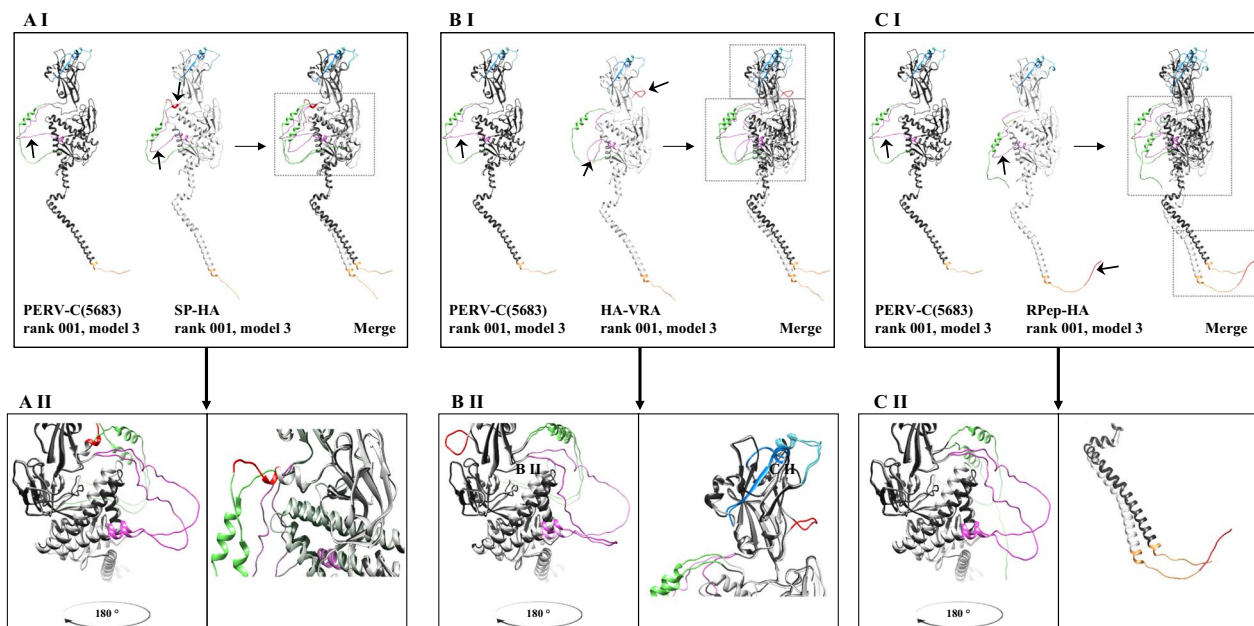 A I
PERV-C(5683)
rank 001, model 3
SP-HA
rank 001, model 3
Merge
B I
PERV-C(5683)
rank 001, model 3
HA-VRA
rank 001, model 3
Merge
C I
PERV-C(5683)
rank 001, model 3
RPep-HA
rank 001, model 3
Merge
A II
180 °
B II
B II
C II
180 °
C II
180 °